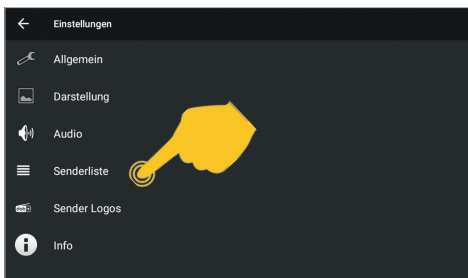 Einstellungen
Allgemein
Darstellung
Audio
Senderliste
Sender Logos
Info